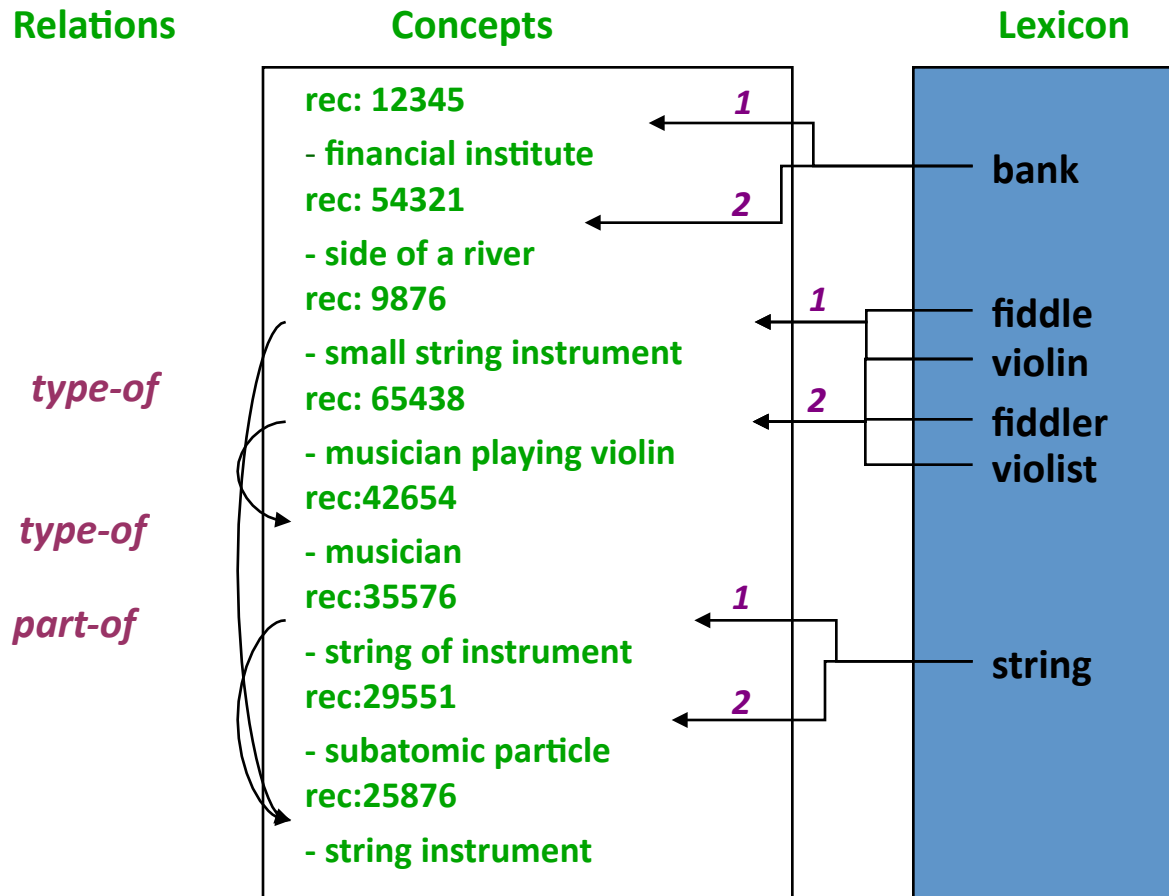 Relations
Concepts
Lexicon
rec: 12345
- financial institute
rec: 54321
- side of a river
rec: 9876
- small string instrument
rec: 65438
- musician playing violin
rec:42654
- musician
rec:35576
- string of instrument
rec:29551
- subatomic particle
rec:25876
- string instrument
type-of
type-of
part-of
1
2
1
2
1
2
bank
fiddle
violin
fiddler
violist
string